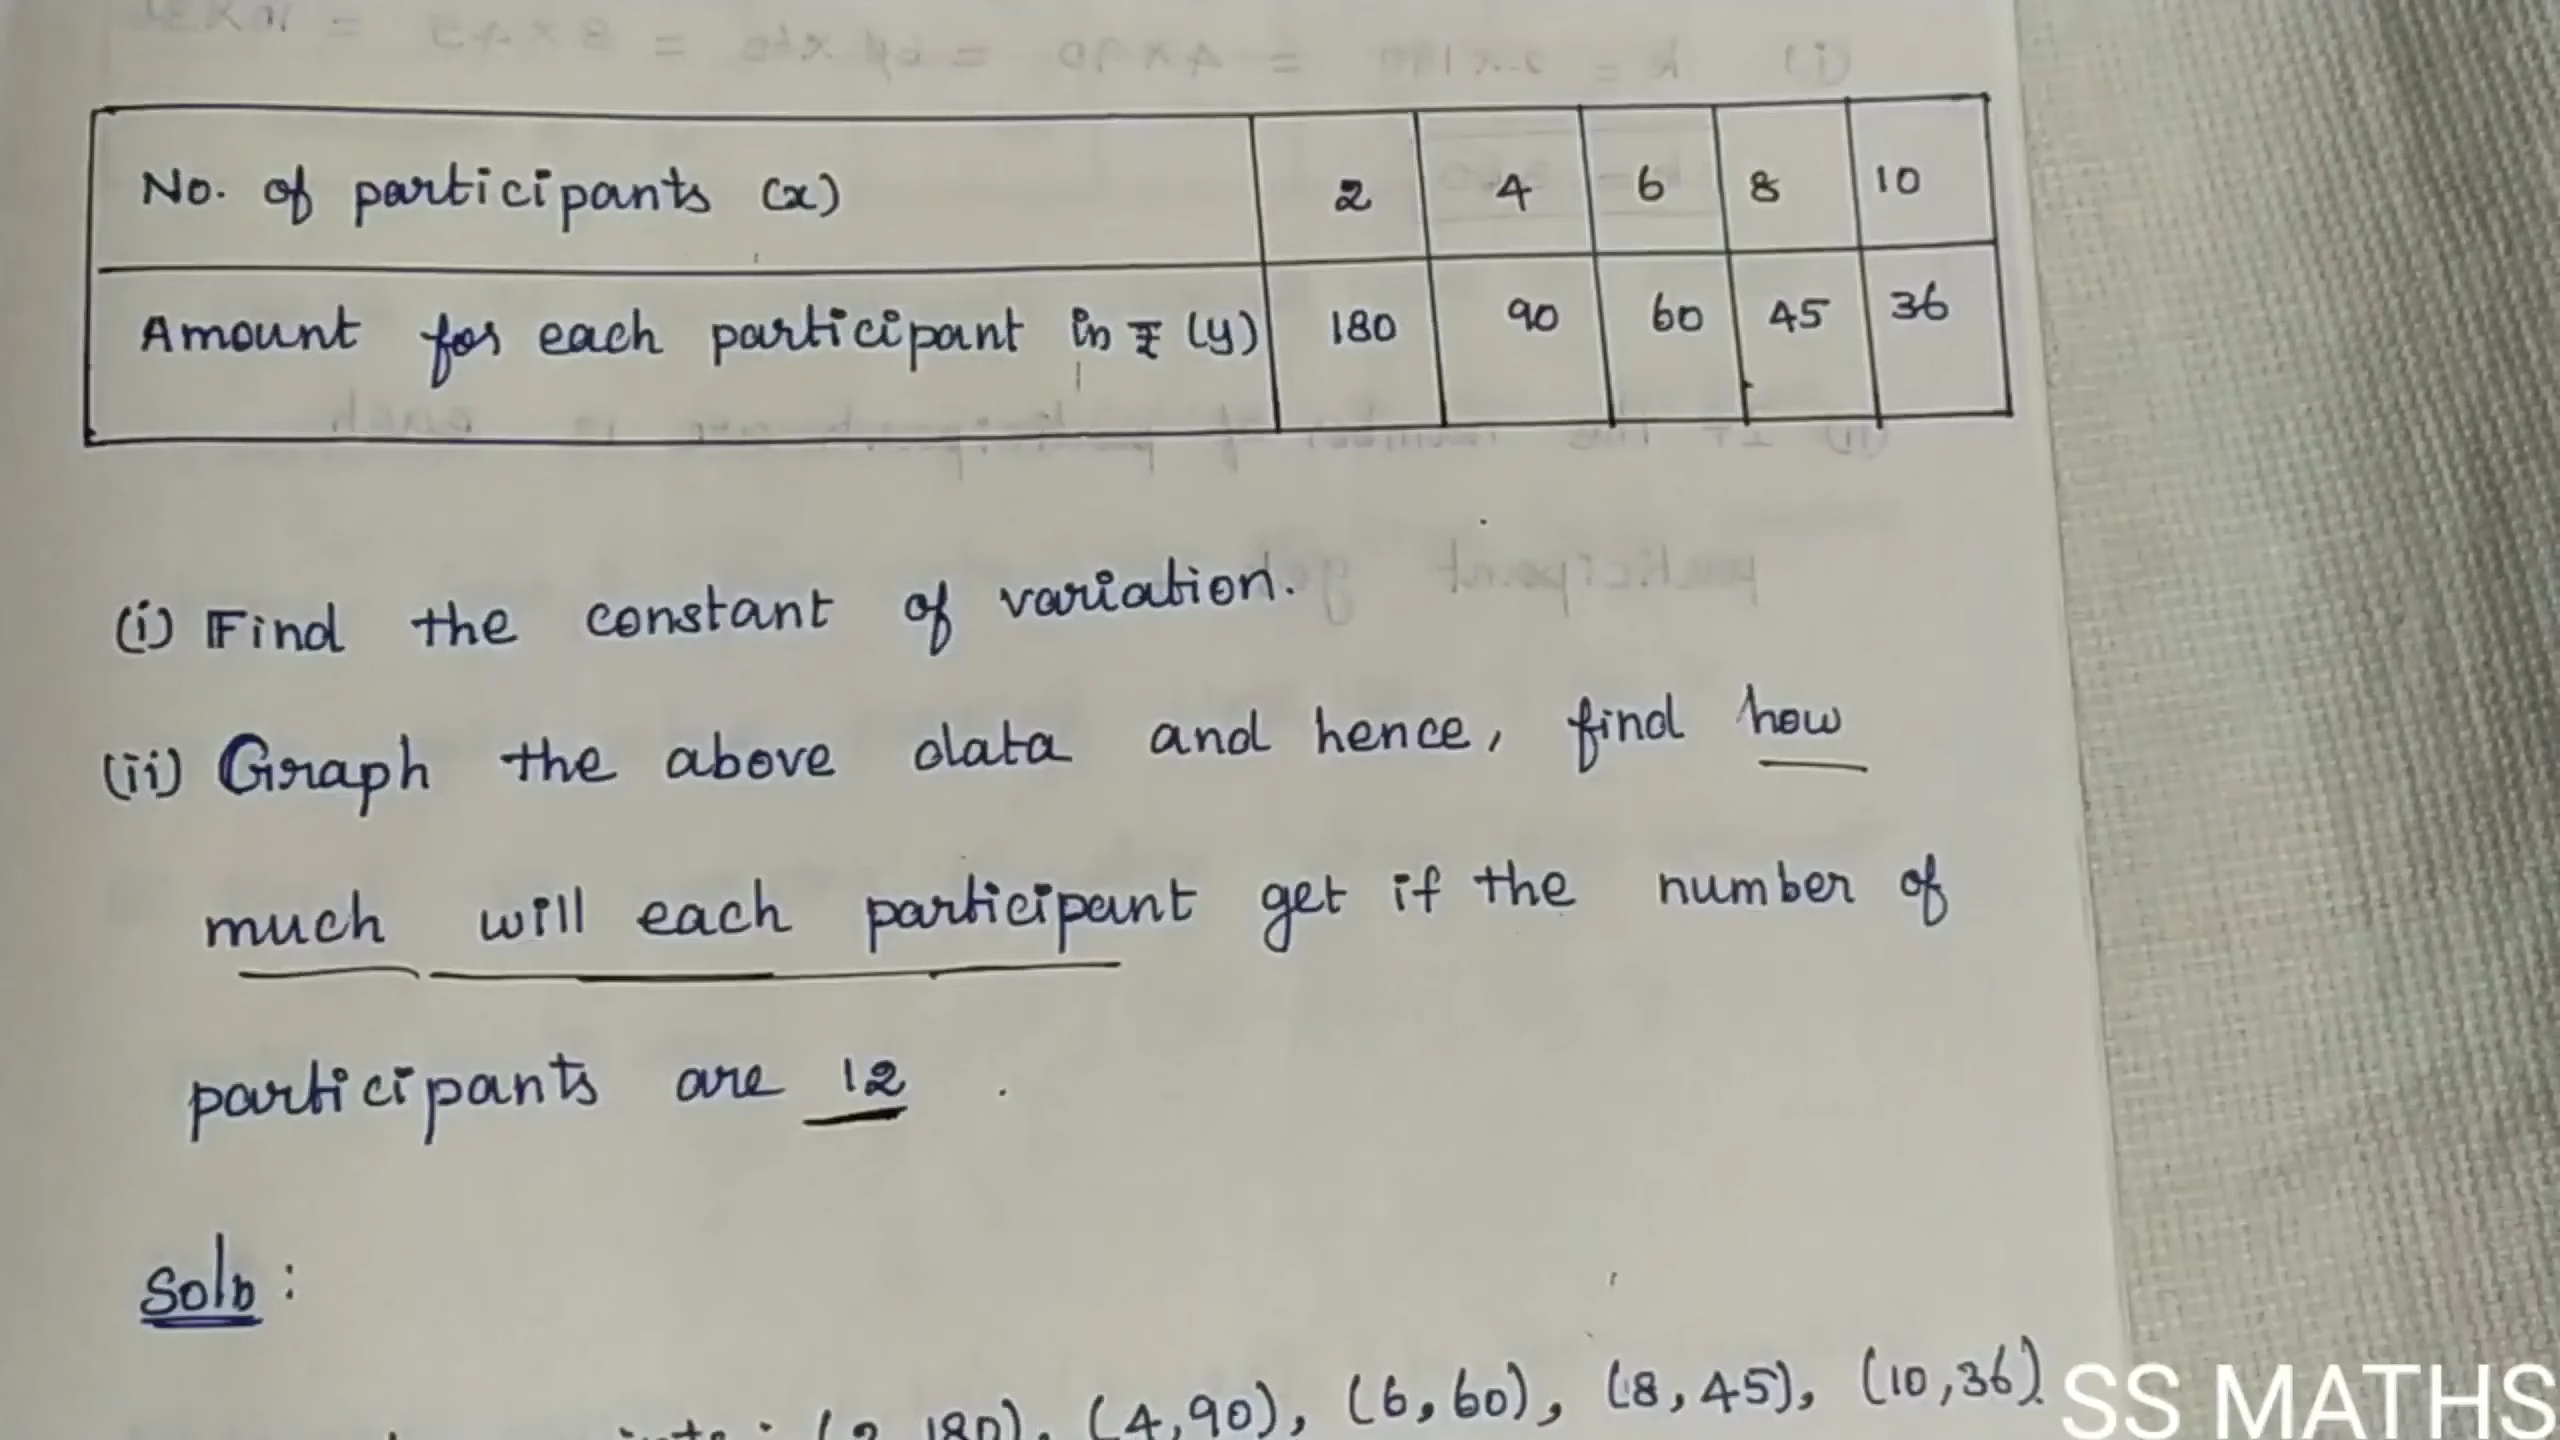 No. of participants (x) 2 4 6 8 10
Amount for each participant in ₹ (y) 180 90 60 45 36
(i) Find the constant of variation.
(ii) Graph the above data and hence, find how
much will each participant get if the number of
participants are 12.
Soln:
(2, 180), (4,90), (6,60), (8,45), (10,36)
SS MATHS